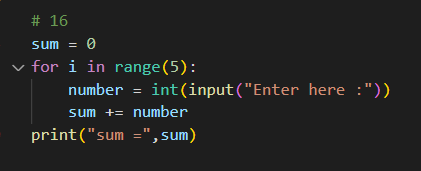 # 16
sum = 0
for i in range(5):
    number = int(input("Enter here :"))
    sum += number
print("sum =",sum)